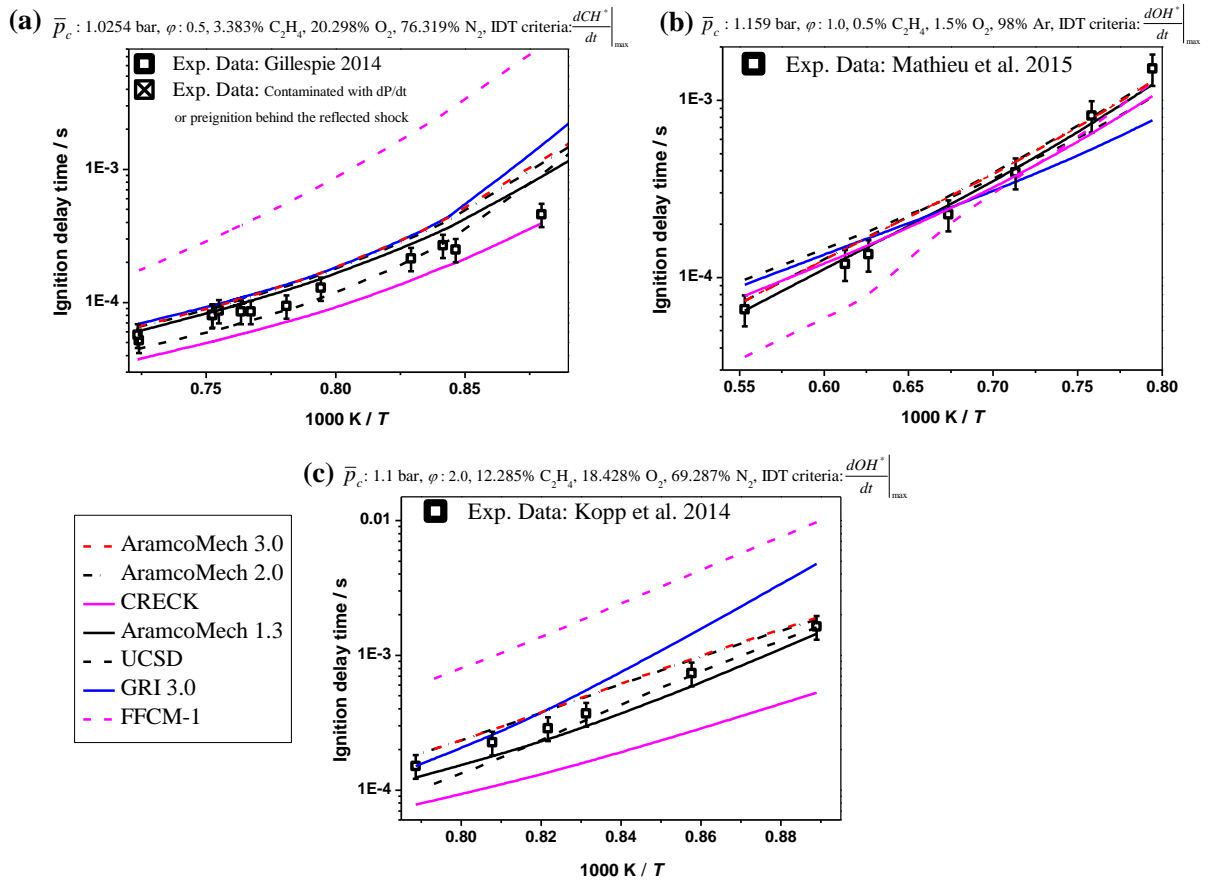 (a) p̅c : 1.0254 bar, φ: 0.5, 3.383% C2H4, 20.298% O2, 76.319% N2, IDT criteria: dCH*/dt|max
Exp. Data: Gillespie 2014
Exp. Data: Contaminated with dP/dt
or preignition behind the reflected shock
Ignition delay time / s
1E-3
1E-4
0.75
0.80
0.85
1000 K / T
(b) p̅c : 1.159 bar, φ: 1.0, 0.5% C2H4, 1.5% O2, 98% Ar, IDT criteria: dOH*/dt|max
Exp. Data: Mathieu et al. 2015
Ignition delay time / s
1E-3
1E-4
0.55
0.60
0.65
0.70
0.75
0.80
1000 K / T
(c) p̅c : 1.1 bar, φ: 2.0, 12.285% C2H4, 18.428% O2, 69.287% N2, IDT criteria: dOH*/dt|max
Exp. Data: Kopp et al. 2014
Ignition delay time / s
0.01
1E-3
1E-4
0.80
0.82
0.84
0.86
0.88
1000 K / T
AramcoMech 3.0
AramcoMech 2.0
CRECK
AramcoMech 1.3
UCSD
GRI 3.0
FFCM-1